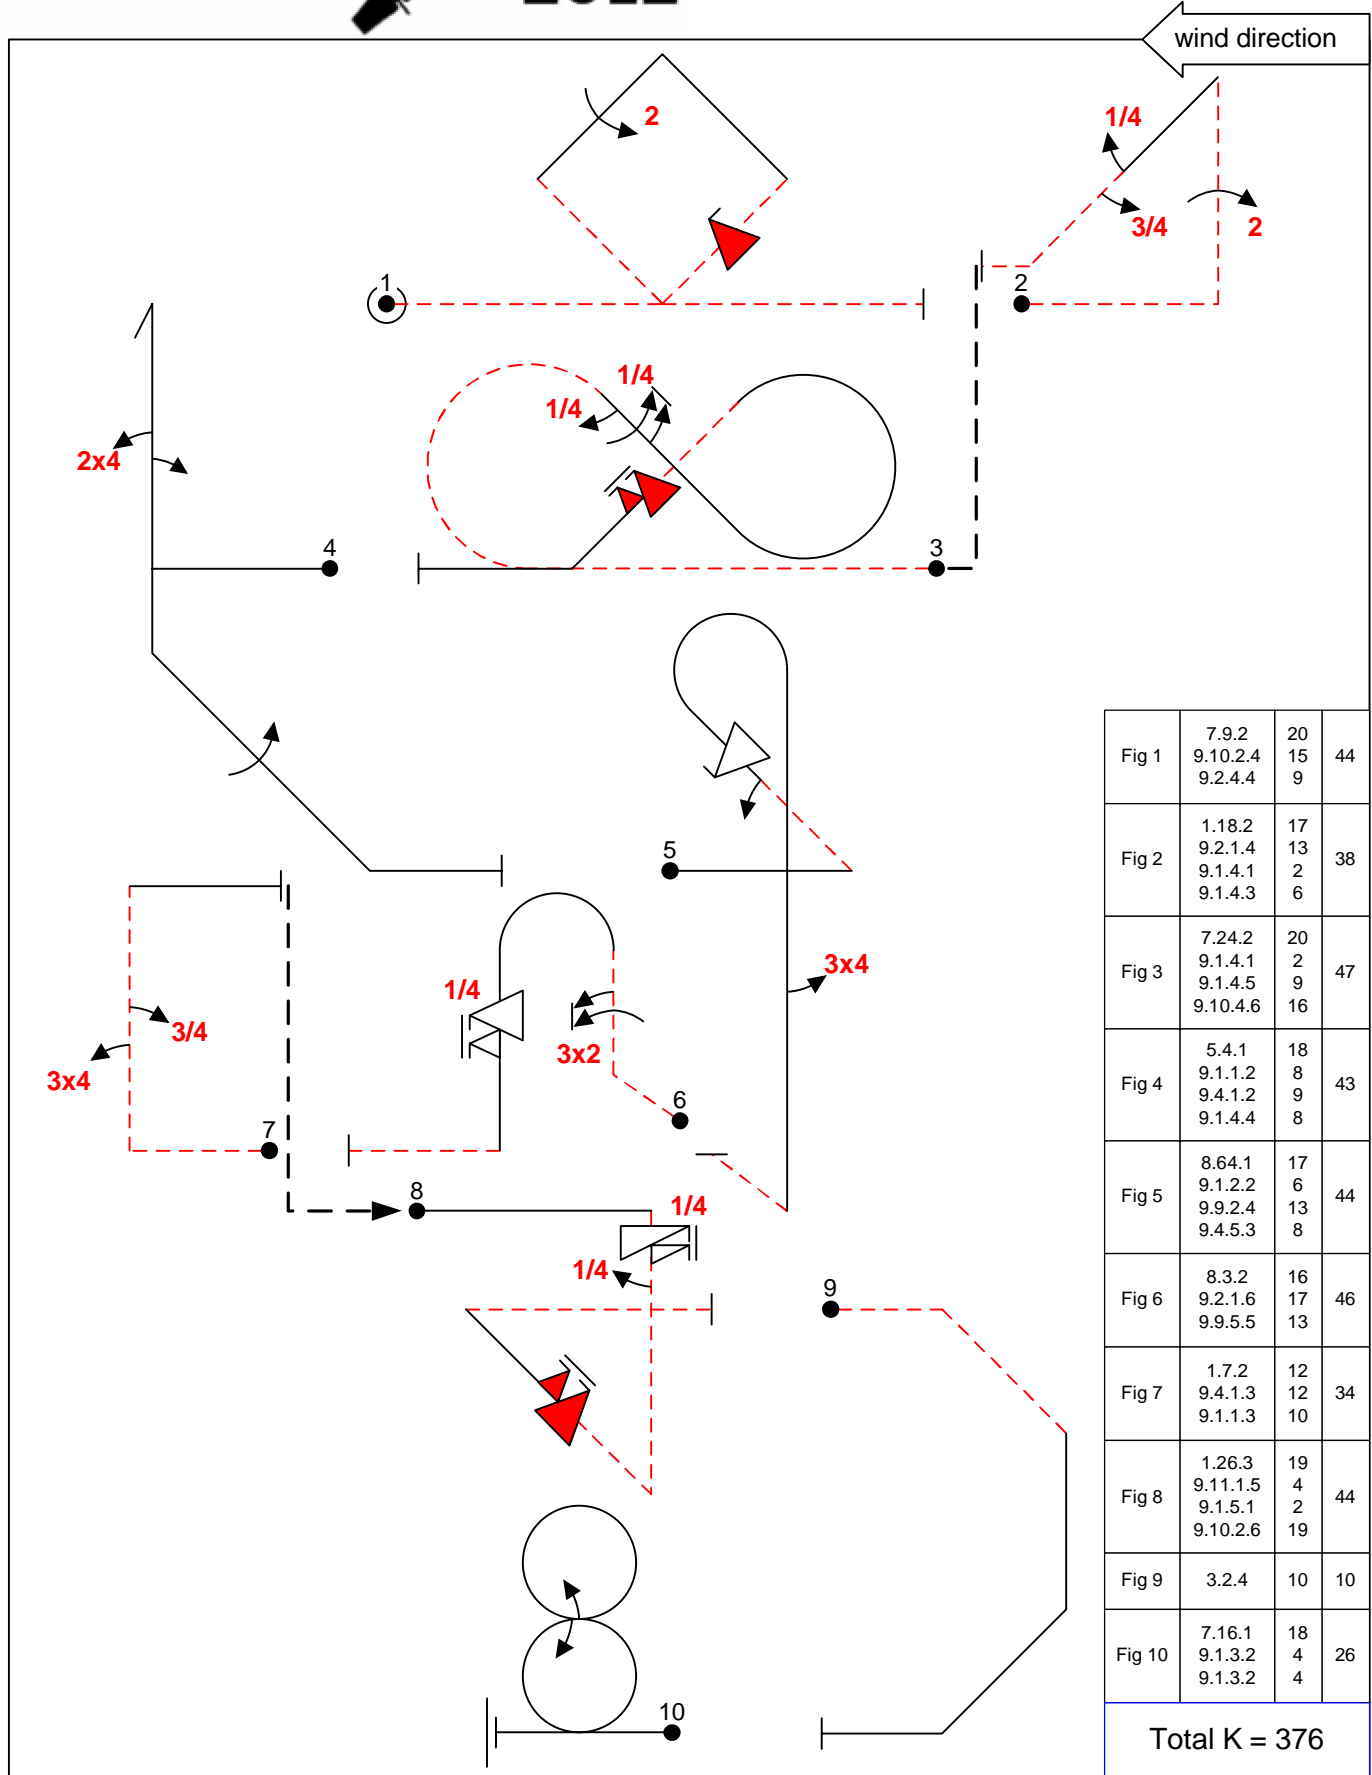 2012
wind direction
2
1/4
3/4
2
1
2
1/4
1/4
2x4
4
3
5
3x4
1/4
3/4
3x2
3x4
6
7
8
1/4
1/4
9
10
Fig 1 7.9.2 20 44
9.10.2.4 15
9.2.4.4 9
Fig 2 1.18.2 17 38
9.2.1.4 13
9.1.4.1 2
9.1.4.3 6
Fig 3 7.24.2 20 47
9.1.4.1 2
9.1.4.5 9
9.10.4.6 16
Fig 4 5.4.1 18 43
9.1.1.2 8
9.4.1.2 9
9.1.4.4 8
Fig 5 8.64.1 17 44
9.1.2.2 6
9.9.2.4 13
9.4.5.3 8
Fig 6 8.3.2 16 46
9.2.1.6 17
9.9.5.5 13
Fig 7 1.7.2 12 34
9.4.1.3 12
9.1.1.3 10
Fig 8 1.26.3 19 44
9.11.1.5 4
9.1.5.1 2
9.10.2.6 19
Fig 9 3.2.4 10 10
Fig 10 7.16.1 18 26
9.1.3.2 4
9.1.3.2 4
Total K = 376